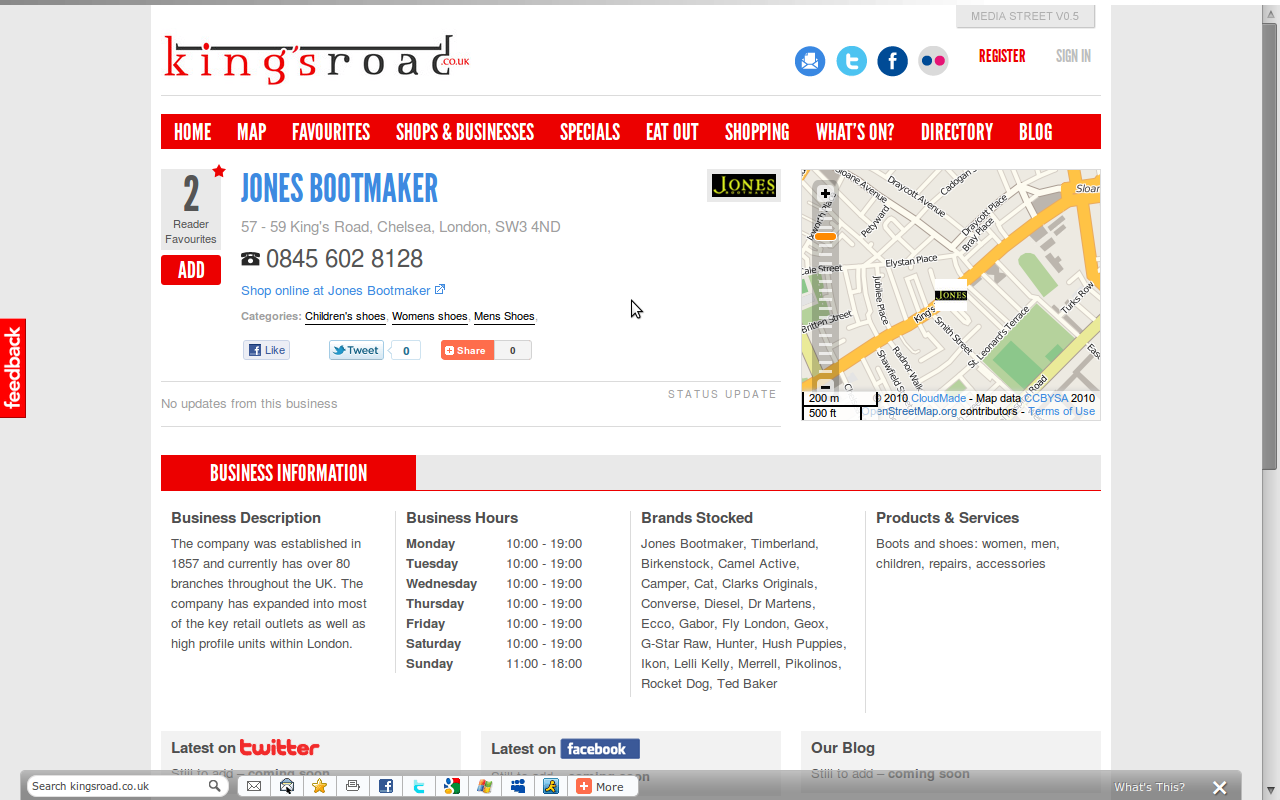 MEDIA STREET V0.5
kingsroad.CO.UK
REGISTER SIGN IN
HOME MAP FAVOURITES SHOPS & BUSINESSES SPECIALS EAT OUT SHOPPING WHAT'S ON? DIRECTORY BLOG
2
Reader
Favourites
ADD
JONES BOOTMAKER
57 - 59 King's Road, Chelsea, London, SW3 4ND
0845 602 8128
Shop online at Jones Bootmaker
Categories: Children's shoes, Womens shoes, Mens Shoes,
Like Tweet 0 Share 0
JONES
BOOTMAKER
STATUS UPDATE
No updates from this business
Sloane Avenue
Draycott Avenue
Cadogan
Sloan
Petyward
Draycott Place
Bray Place
Elystan Place
Cale Street
Jubilee Place
JONES
King's
Britten Street
Smith Street
St. Leonard's Terrace
Turks Row
Radnor Walk
Shawfield St
Road
200 m
500 ft
© 2010 CloudMade - Map data CCBYSA 2010
OpenStreetMap.org contributors - Terms of Use
feedback
BUSINESS INFORMATION
Business Description
The company was established in
1857 and currently has over 80
branches throughout the UK. The
company has expanded into most
of the key retail outlets as well as
high profile units within London.
Business Hours
Monday 10:00 - 19:00
Tuesday 10:00 - 19:00
Wednesday 10:00 - 19:00
Thursday 10:00 - 19:00
Friday 10:00 - 19:00
Saturday 10:00 - 19:00
Sunday 11:00 - 18:00
Brands Stocked
Jones Bootmaker, Timberland,
Birkenstock, Camel Active,
Camper, Cat, Clarks Originals,
Converse, Diesel, Dr Martens,
Ecco, Gabor, Fly London, Geox,
G-Star Raw, Hunter, Hush Puppies,
Ikon, Lelli Kelly, Merrell, Pikolinos,
Rocket Dog, Ted Baker
Products & Services
Boots and shoes: women, men,
children, repairs, accessories
Latest on twitter
Still to add – coming soon
Latest on facebook
Still to add – coming soon
Our Blog
Still to add – coming soon
Search kingsroad.co.uk
More
What's This?